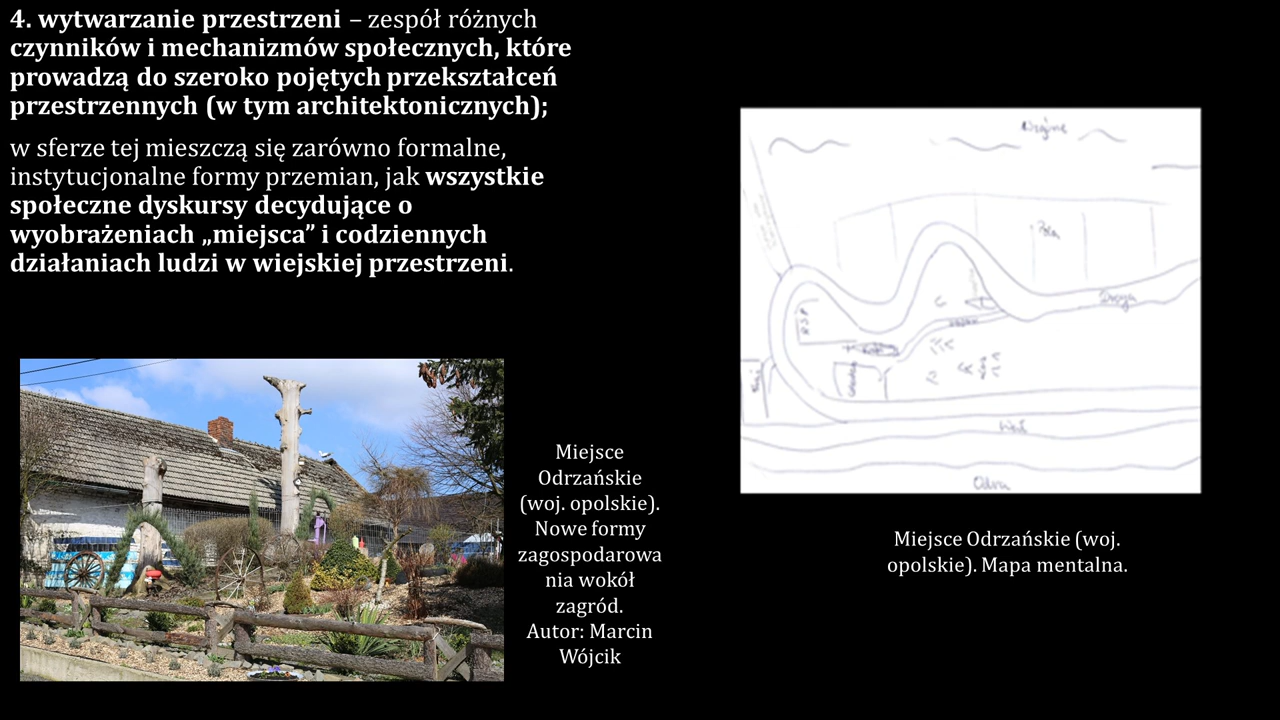 4. wytwarzanie przestrzeni – zespół różnych
czynników i mechanizmów społecznych, które
prowadzą do szeroko pojętych przekształceń
przestrzennych (w tym architektonicznych);
w sferze tej mieszczą się zarówno formalne,
instytucjonalne formy przemian, jak wszystkie
społeczne dyskursy decydujące o
wyobrażeniach „miejsca” i codziennych
działaniach ludzi w wiejskiej przestrzeni.
Miejsce
Odrzańskie
(woj. opolskie).
Nowe formy
zagospodarowa
nia wokół
zagród.
Autor: Marcin
Wójcik
Pola
Droga
RSP
Wał
Odra
Miejsce Odrzańskie (woj.
opolskie). Mapa mentalna.